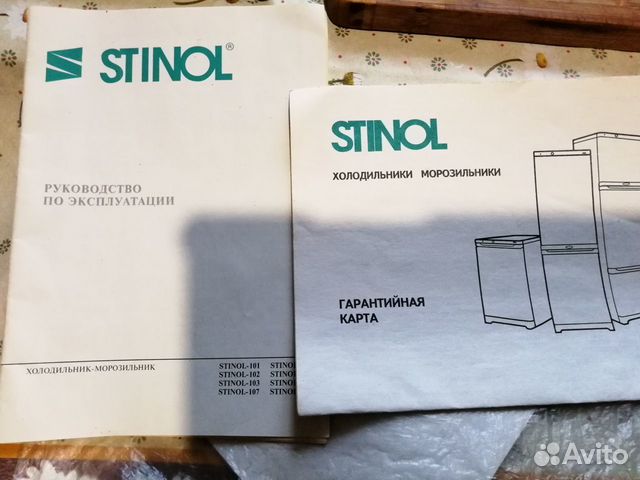 STINOL®
РУКОВОДСТВО
ПО ЭКСПЛУАТАЦИИ
ХОЛОДИЛЬНИК-МОРОЗИЛЬНИК
STINOL-101
STINOL-102
STINOL-103
STINOL-107
STINOL
ХОЛОДИЛЬНИКИ МОРОЗИЛЬНИКИ
ГАРАНТИЙНАЯ
КАРТА
Avito